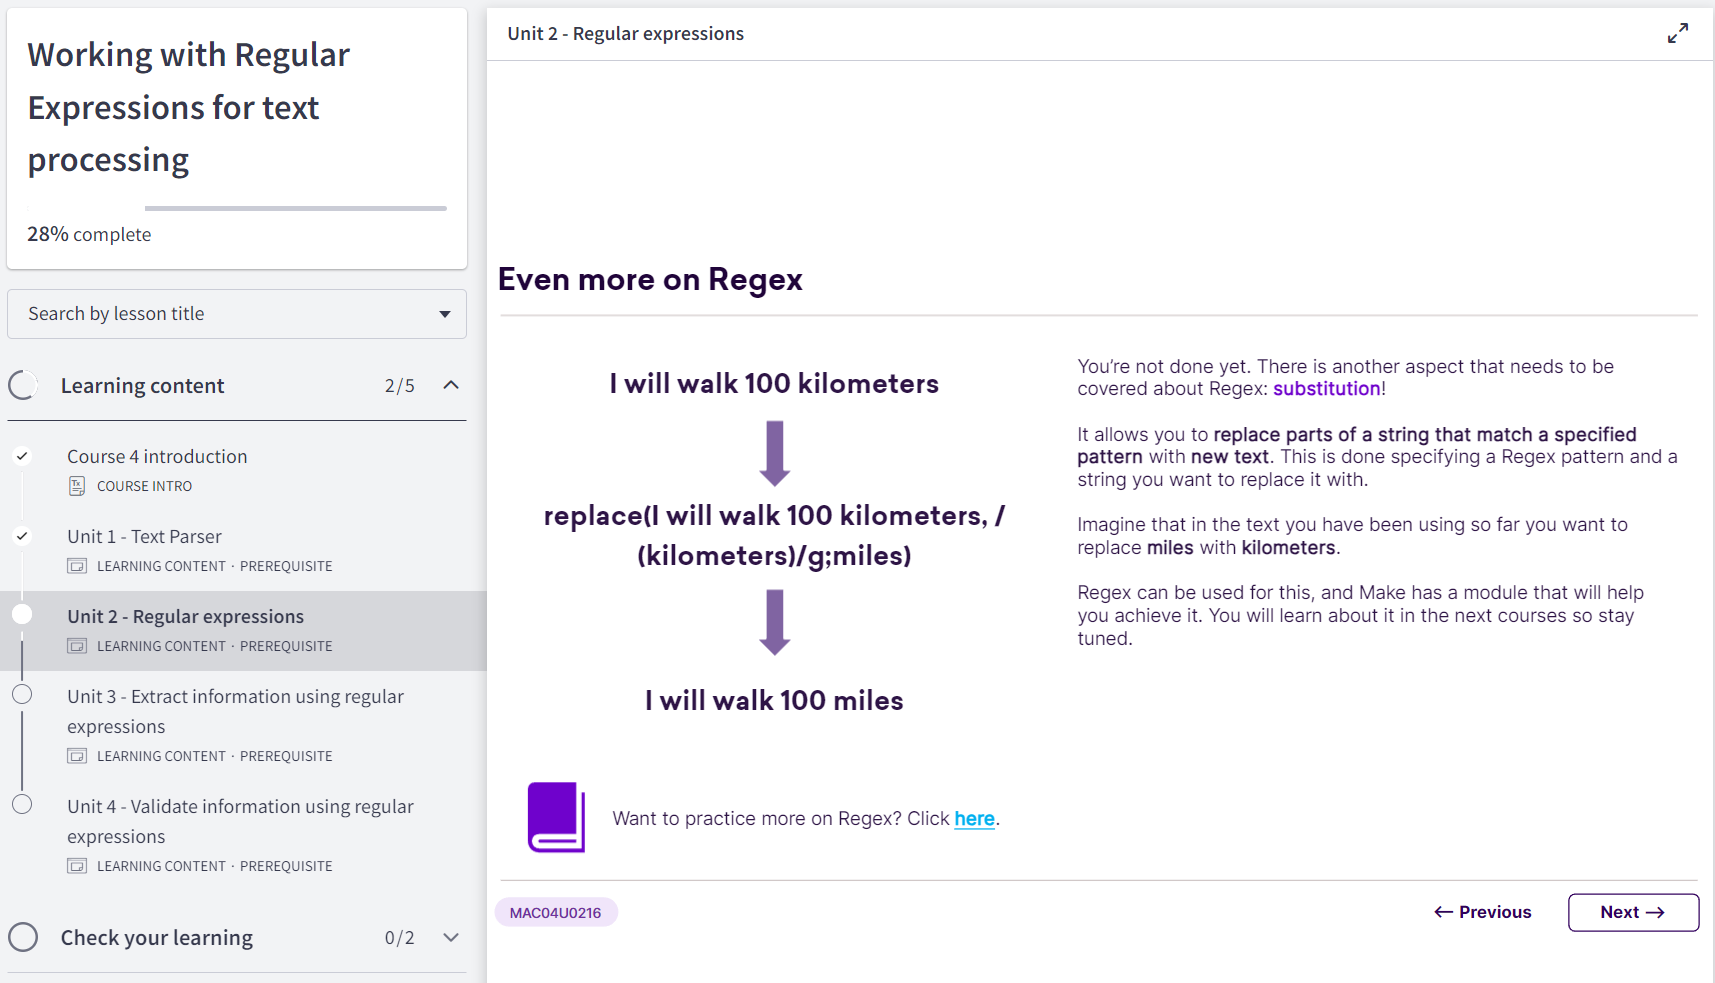 Working with Regular
Expressions for text
processing
28% complete
Search by lesson title
Learning content 2/5
Course 4 introduction
Tx COURSE INTRO
Unit 1 - Text Parser
LEARNING CONTENT · PREREQUISITE
Unit 2 - Regular expressions
LEARNING CONTENT · PREREQUISITE
Unit 3 - Extract information using regular
expressions
LEARNING CONTENT · PREREQUISITE
Unit 4 - Validate information using regular
expressions
LEARNING CONTENT · PREREQUISITE
Check your learning 0/2
Unit 2 - Regular expressions
Even more on Regex
I will walk 100 kilometers
replace(I will walk 100 kilometers, /
(kilometers)/g;miles)
I will walk 100 miles
You're not done yet. There is another aspect that needs to be
covered about Regex: substitution!
It allows you to replace parts of a string that match a specified
pattern with new text. This is done specifying a Regex pattern and a
string you want to replace it with.
Imagine that in the text you have been using so far you want to
replace miles with kilometers.
Regex can be used for this, and Make has a module that will help
you achieve it. You will learn about it in the next courses so stay
tuned.
Want to practice more on Regex? Click here.
MAC04U0216
← Previous
Next →